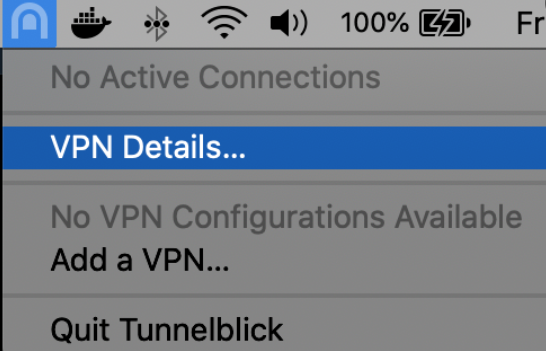 100% Fr
No Active Connections
VPN Details...
No VPN Configurations Available
Add a VPN...
Quit Tunnelblick